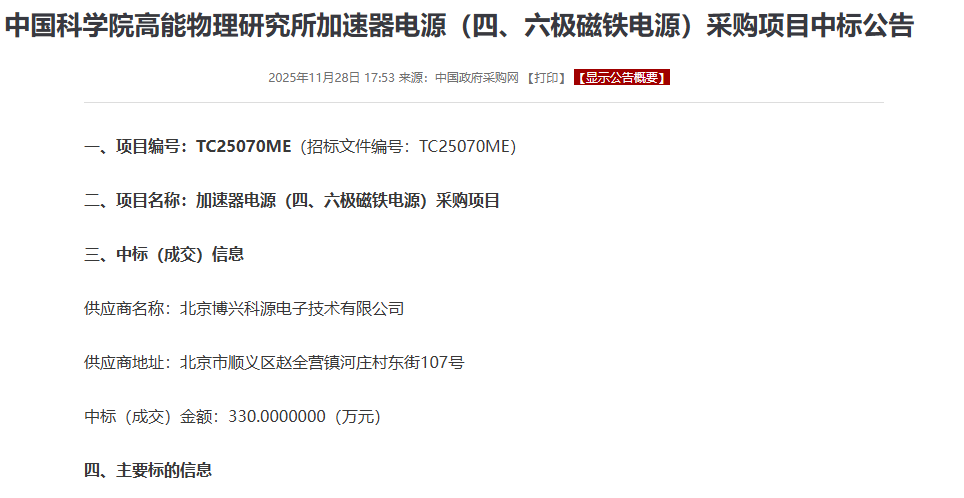 中国科学院高能物理研究所加速器电源（四、六极磁铁电源）采购项目中标公告
2025年11月28日 17:53 来源：中国政府采购网 【打印】 【显示公告概要】
一、项目编号：TC25070ME（招标文件编号：TC25070ME）
二、项目名称：加速器电源（四、六极磁铁电源）采购项目
三、中标（成交）信息
供应商名称：北京博兴科源电子技术有限公司
供应商地址：北京市顺义区赵全营镇河庄村东街107号
中标（成交）金额：330.0000000（万元）
四、主要标的信息